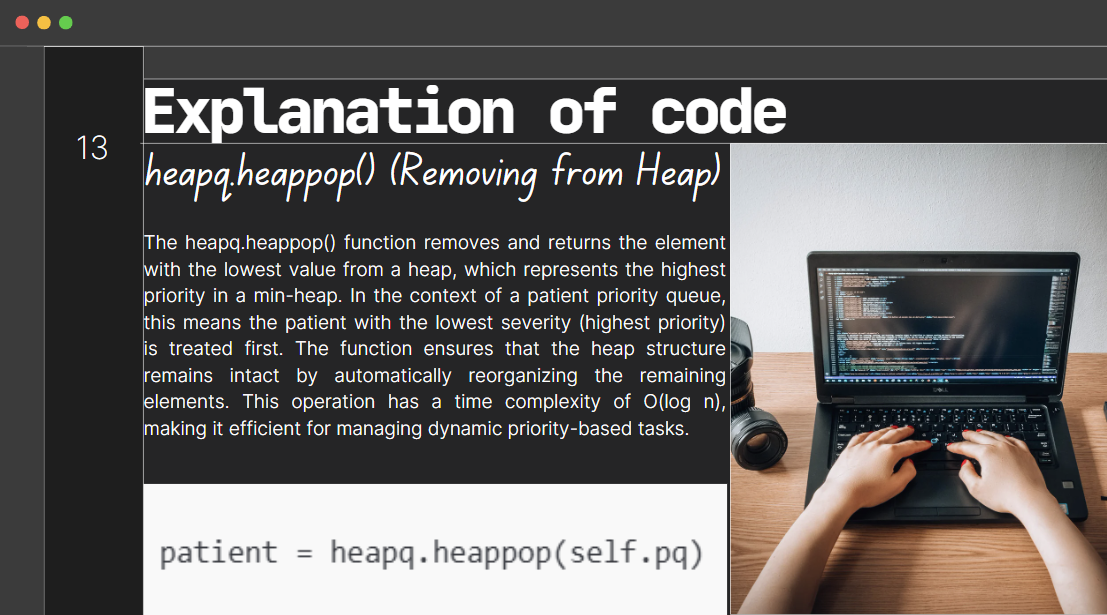 Explanation of code
13
heapq.heappop() (Removing from Heap)
The heapq.heappop() function removes and returns the element
with the lowest value from a heap, which represents the highest
priority in a min-heap. In the context of a patient priority queue,
this means the patient with the lowest severity (highest priority)
is treated first. The function ensures that the heap structure
remains intact by automatically reorganizing the remaining
elements. This operation has a time complexity of O(log n),
making it efficient for managing dynamic priority-based tasks.
patient = heapq.heappop(self.pq)
DELL